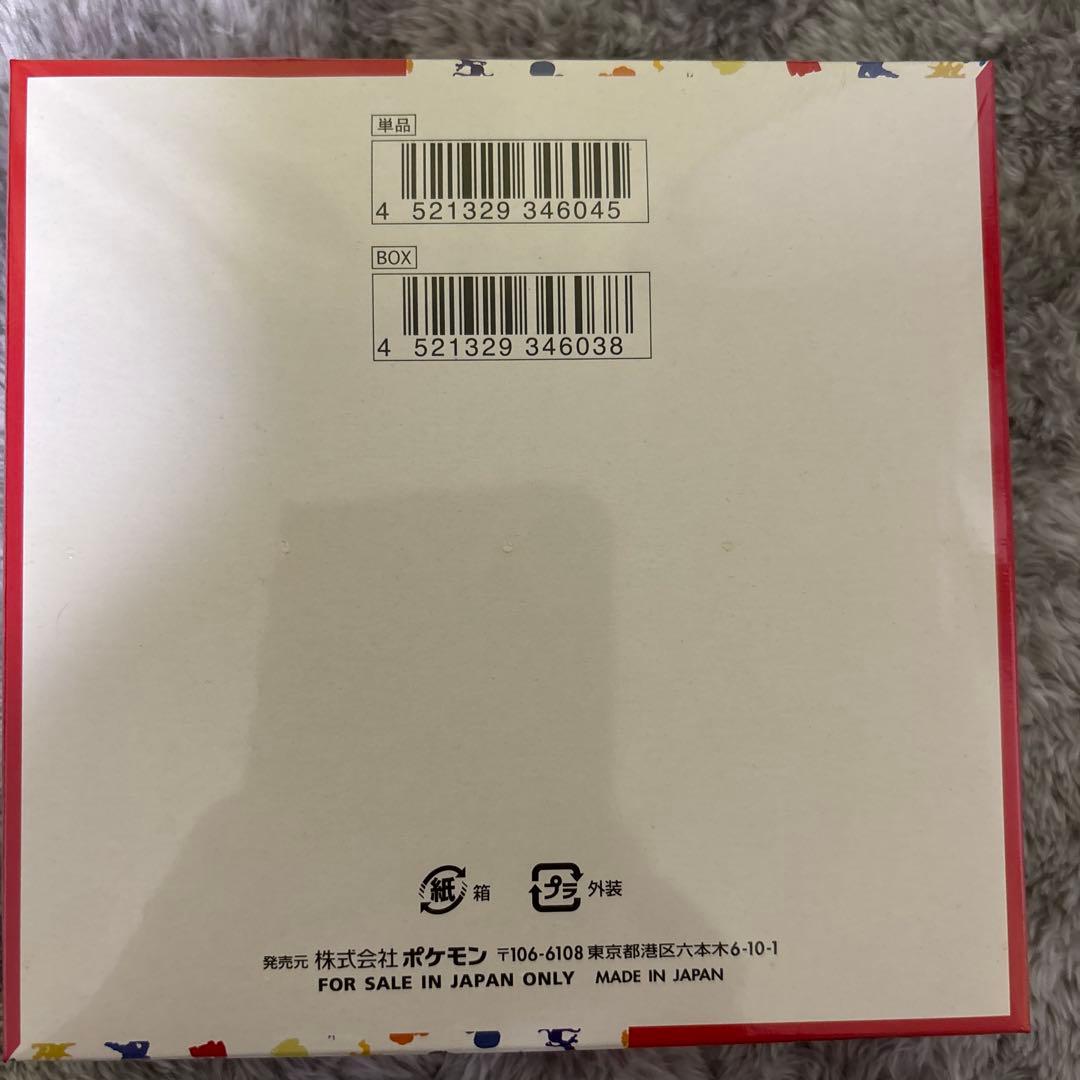 単品
4 521329 346045
BOX
4 521329 346038
紙 箱
プラ 外装
発売元 株式会社 ポケモン 〒106-6108 東京都港区六本木6-10-1
FOR SALE IN JAPAN ONLY MADE IN JAPAN